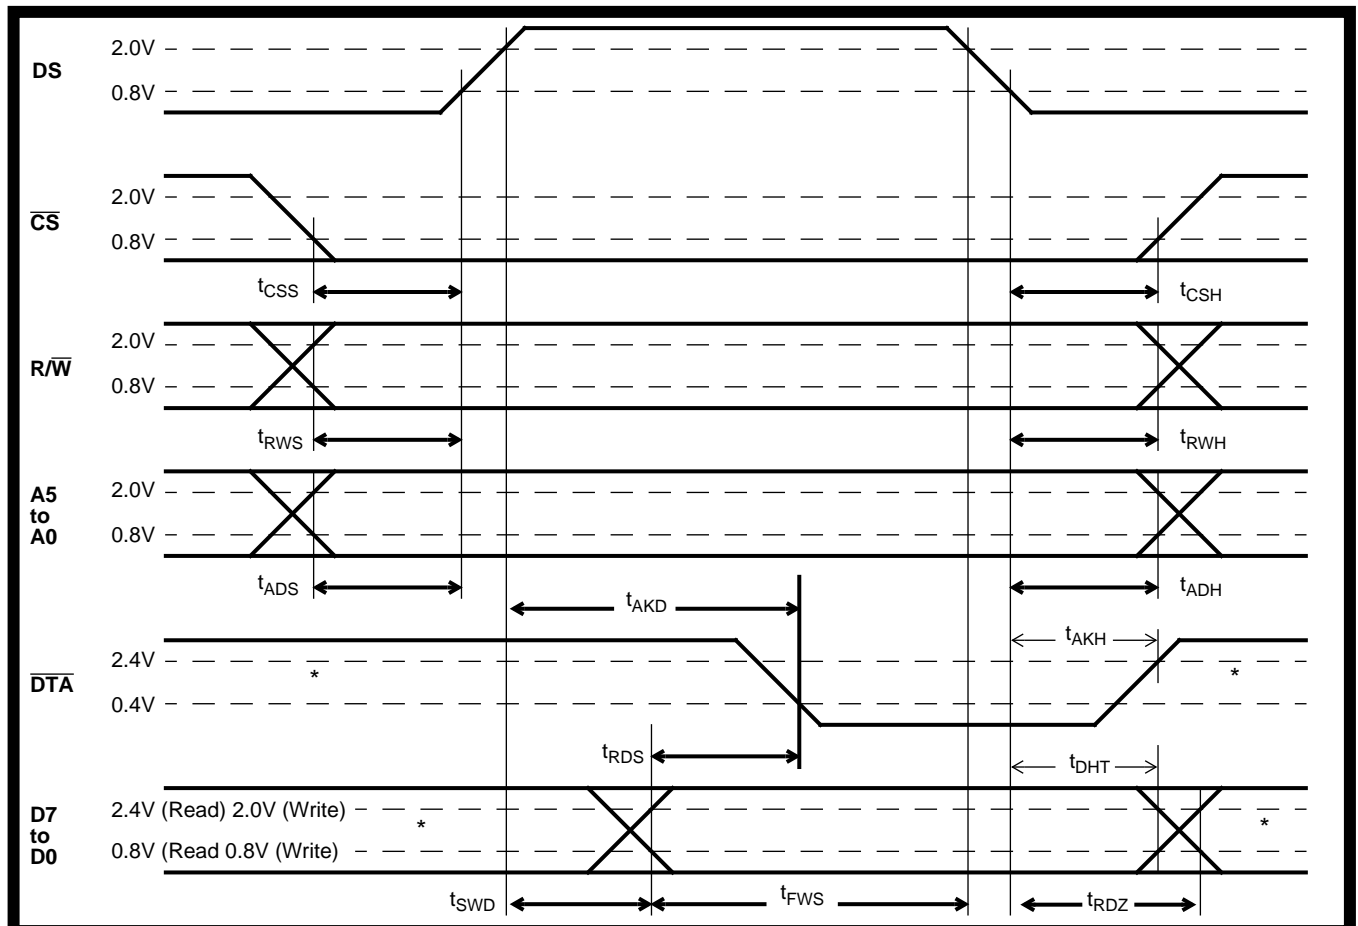 DS
2.0V
0.8V
CS
2.0V
0.8V
tCSS
tCSH
R/W
2.0V
0.8V
tRWS
tRWH
A5
to
A0
2.0V
0.8V
tADS
tADH
tAKD
tAKH
DTA
2.4V
0.4V
*
*
tRDS
tDHT
D7
to
D0
2.4V (Read) 2.0V (Write)
0.8V (Read 0.8V (Write)
*
*
tSWD
tFWS
tRDZ